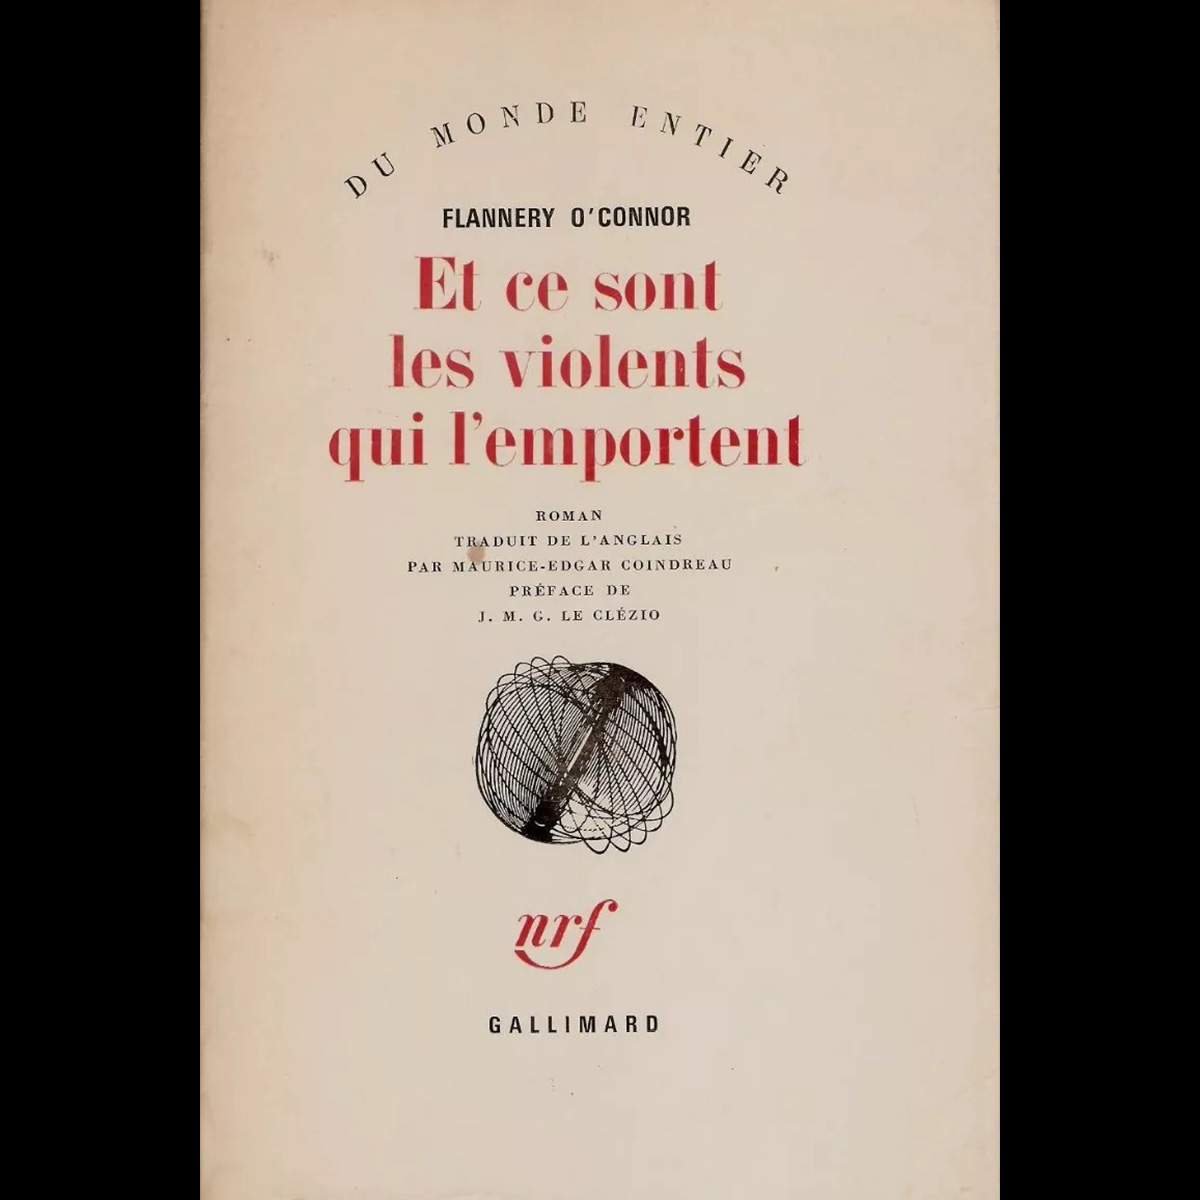 DU MONDE ENTIER
FLANNERY O'CONNOR
Et ce sont
les violents
qui l'emportent
ROMAN
TRADUIT DE L'ANGLAIS
PAR MAURICE-EDGAR COINDREAU
PRÉFACE DE
J. M. G. LE CLÉZIO
nrf
GALLIMARD